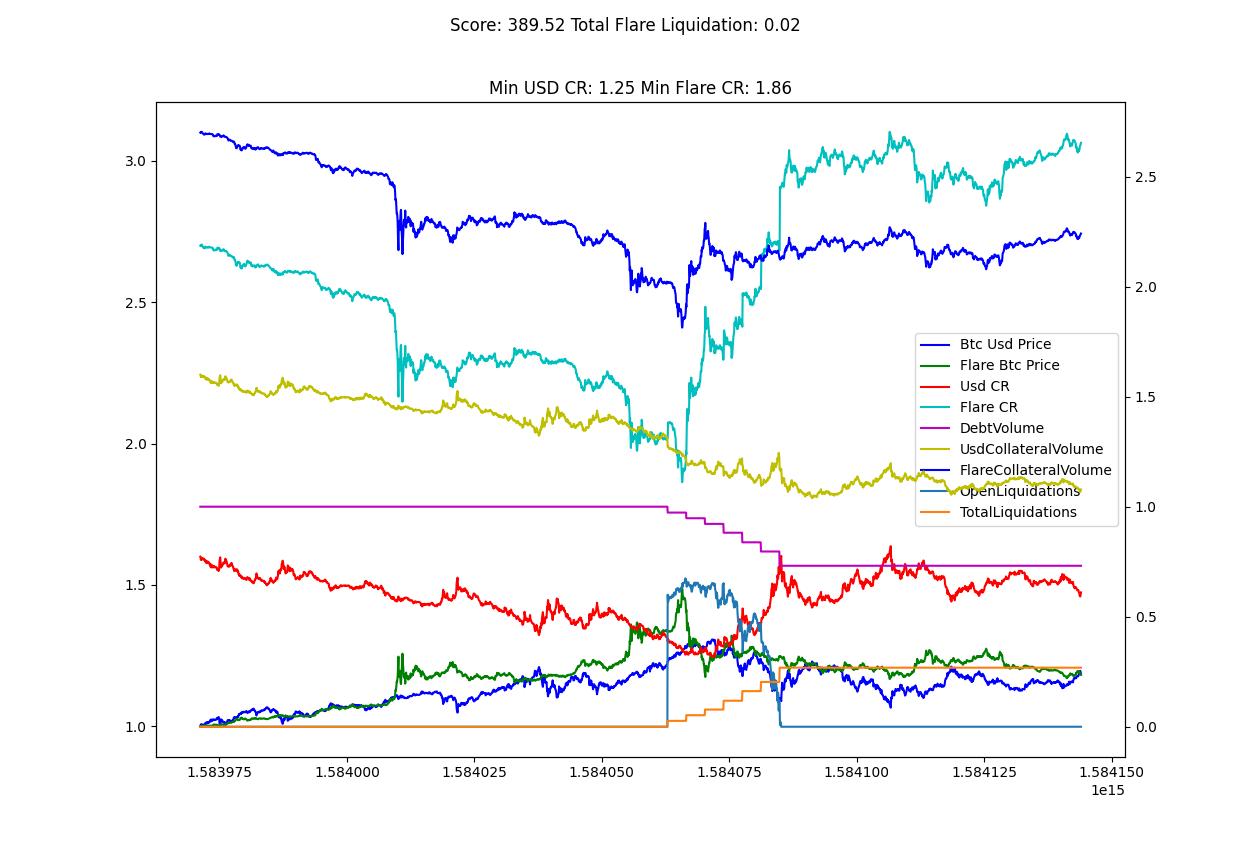 Score: 389.52 Total Flare Liquidation: 0.02
Min USD CR: 1.25 Min Flare CR: 1.86
3.0
2.5
2.0
1.5
1.0
2.5
2.0
1.5
1.0
0.5
0.0
Btc Usd Price
Flare Btc Price
Usd CR
Flare CR
DebtVolume
UsdCollateralVolume
FlareCollateralVolume
OpenLiquidations
TotalLiquidations
1.583975 1.584000 1.584025 1.584050 1.584075 1.584100 1.584125 1.584150
1e15